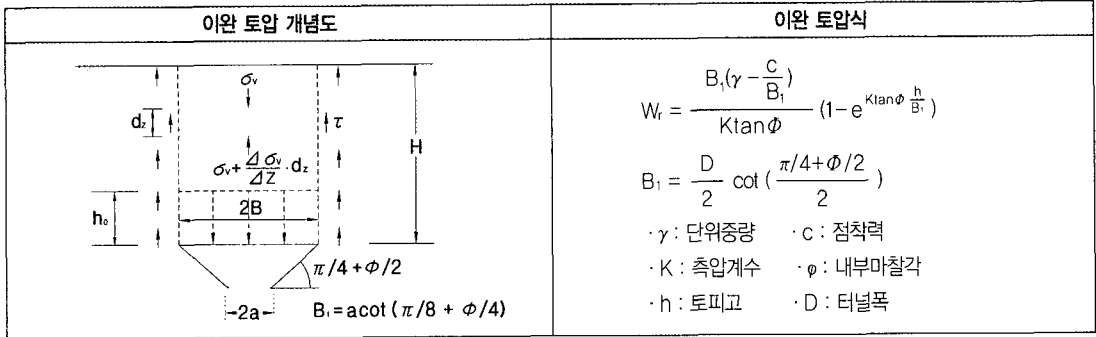 이완 토압 개념도
이완 토압식
σv
dz
τ
H
σv+Δσv/ΔZ·dz
h₀
2B
π/4+Φ/2
2a
B₁=acot(π/8+Φ/4)
Wr = B₁(γ-C/B₁)/Ktanφ (1-e^Ktanφ h/B₁)
B₁ = D/2 cot(π/4+Φ/2 / 2)
·γ : 단위중량 ·c : 점착력
·K : 측압계수 ·φ : 내부마찰각
·h : 토피고 ·D : 터널폭